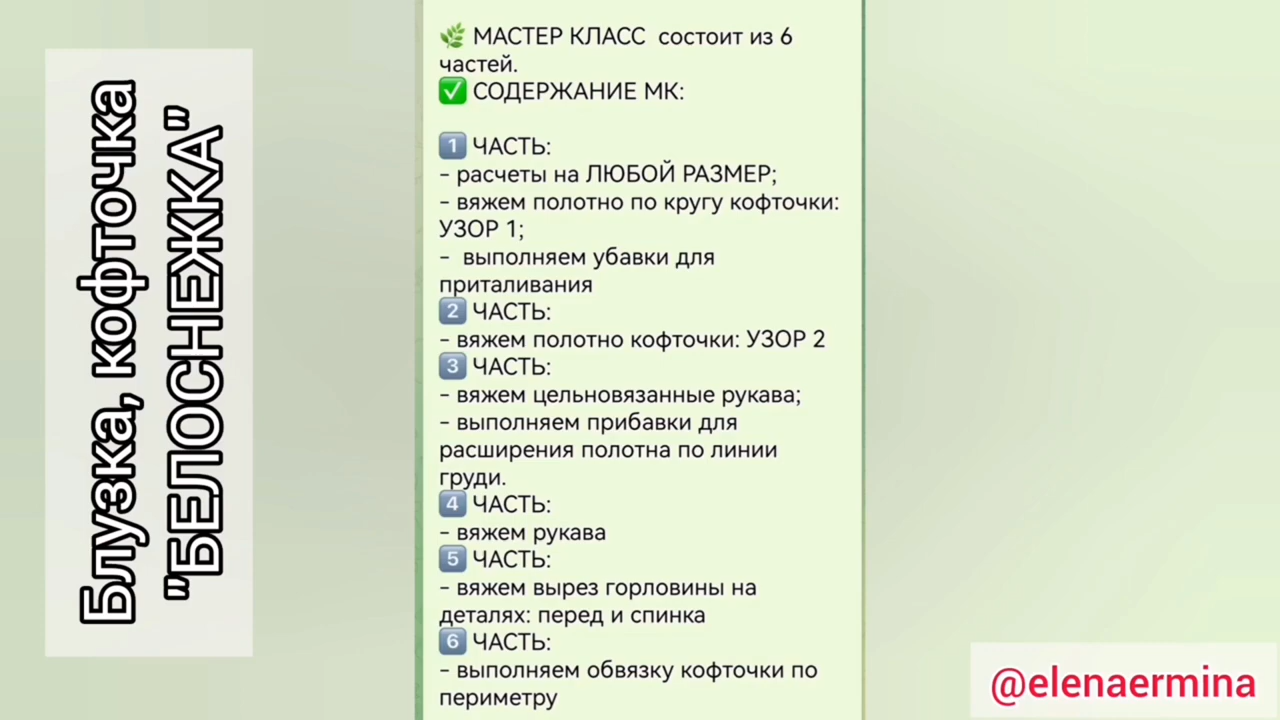 Блузка, кофточка
"БЕЛОСНЕЖКА"
🌿 МАСТЕР КЛАСС состоит из 6
частей.
✅ СОДЕРЖАНИЕ МК:
1️⃣ ЧАСТЬ:
- расчеты на ЛЮБОЙ РАЗМЕР;
- вяжем полотно по кругу кофточки:
УЗОР 1;
- выполняем убавки для
приталивания
2️⃣ ЧАСТЬ:
- вяжем полотно кофточки: УЗОР 2
3️⃣ ЧАСТЬ:
- вяжем цельновязанные рукава;
- выполняем прибавки для
расширения полотна по линии
груди.
4️⃣ ЧАСТЬ:
- вяжем рукава
5️⃣ ЧАСТЬ:
- вяжем вырез горловины на
деталях: перед и спинка
6️⃣ ЧАСТЬ:
- выполняем обвязку кофточки по
периметру
@elenaermina